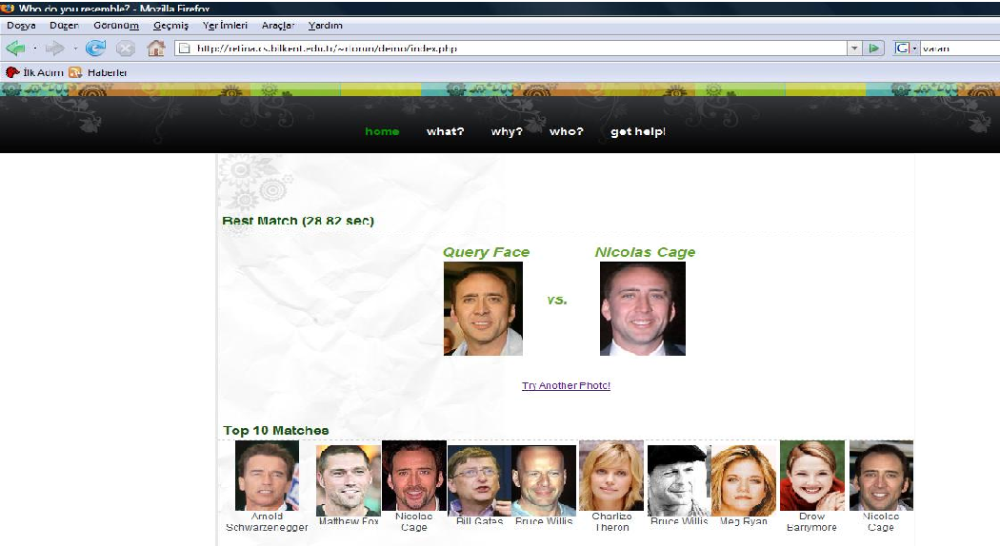 Who do you resemble? - Mozilla Firefox
Dosya Düzen Görünüm Geçmiş Yer İmleri Araçlar Yardım
http://retina.cs.bilkent.edu.tr/ /demo/index.php
G vatan
İlk Adım Haberler
home what? why? who? get help!
Best Match (28.82 sec)
Query Face Nicolas Cage
vs.
Try Another Photo!
Top 10 Matches
Arnold Schwarzenegger
Matthew Fox
Nicolas Cage
Bill Gates
Bruce Willis
Charlize Theron
Bruce Willis
Meg Ryan
Drew Barrymore
Nicolas Cage